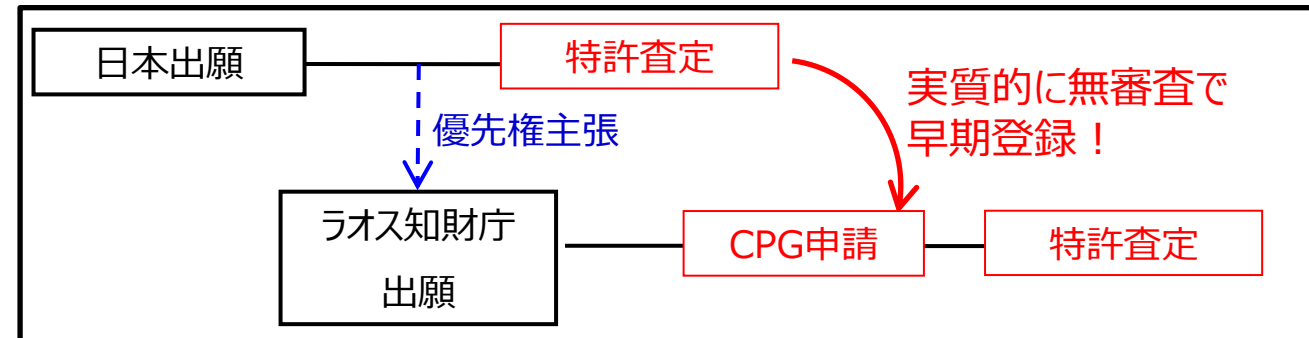 日本出願
特許査定
優先権主張
実質的に無審査で
早期登録！
ラオス知財庁
出願
CPG申請
特許査定